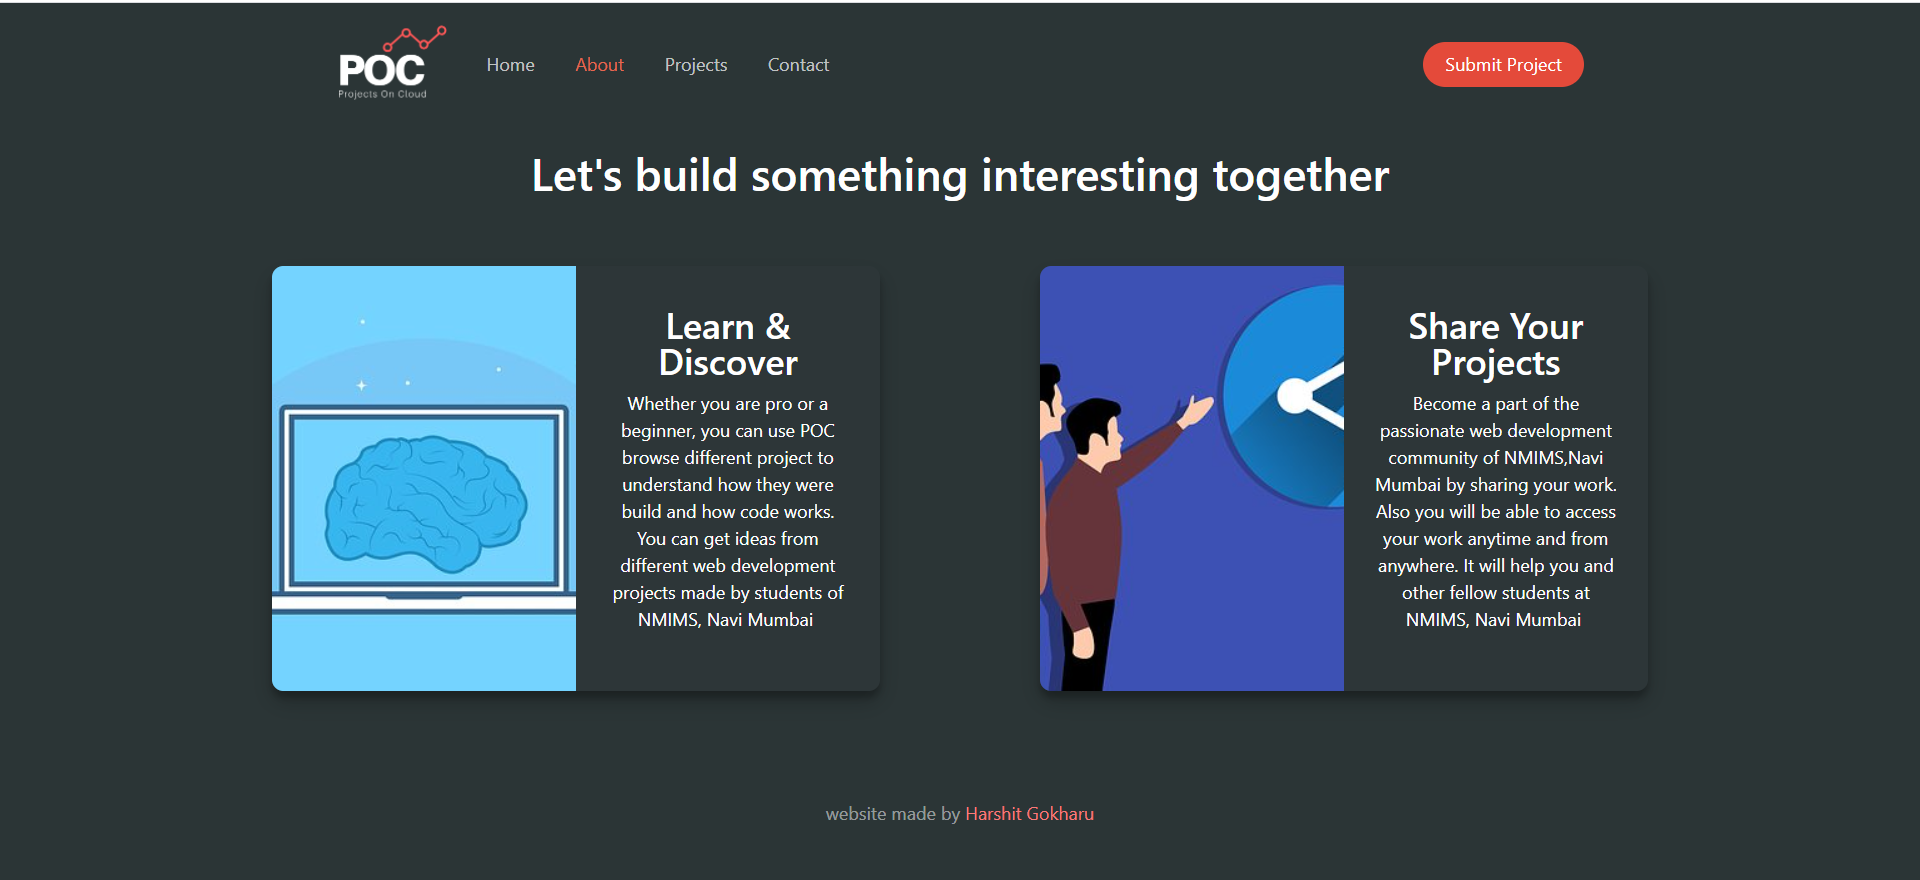 POC
Projects On Cloud
Home About Projects Contact
Submit Project
Let's build something interesting together
Learn &
Discover
Whether you are pro or a
beginner, you can use POC
browse different project to
understand how they were
build and how code works.
You can get ideas from
different web development
projects made by students of
NMIMS, Navi Mumbai
Share Your
Projects
Become a part of the
passionate web development
community of NMIMS,Navi
Mumbai by sharing your work.
Also you will be able to access
your work anytime and from
anywhere. It will help you and
other fellow students at
NMIMS, Navi Mumbai
website made by Harshit Gokharu